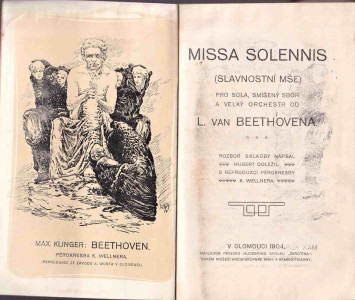 MAX KLINGER: BEETHOVEN.
PÉROKRESBA K. WELLNERA.
MISSA SOLENNIS
(SLAVNOSTNÍ MŠE)
PRO SOLA, SMÍŠENÝ SBOR
A VELKÝ ORCHESTR OD
L. VAN BEETHOVENA
ROZBOR SKLADBY NAPSAL
HUBERT DOLEŽIL
S REPRODUKCÍ PEROKRESBY
K. WELLNERA
V OLOMOUCI 1904.